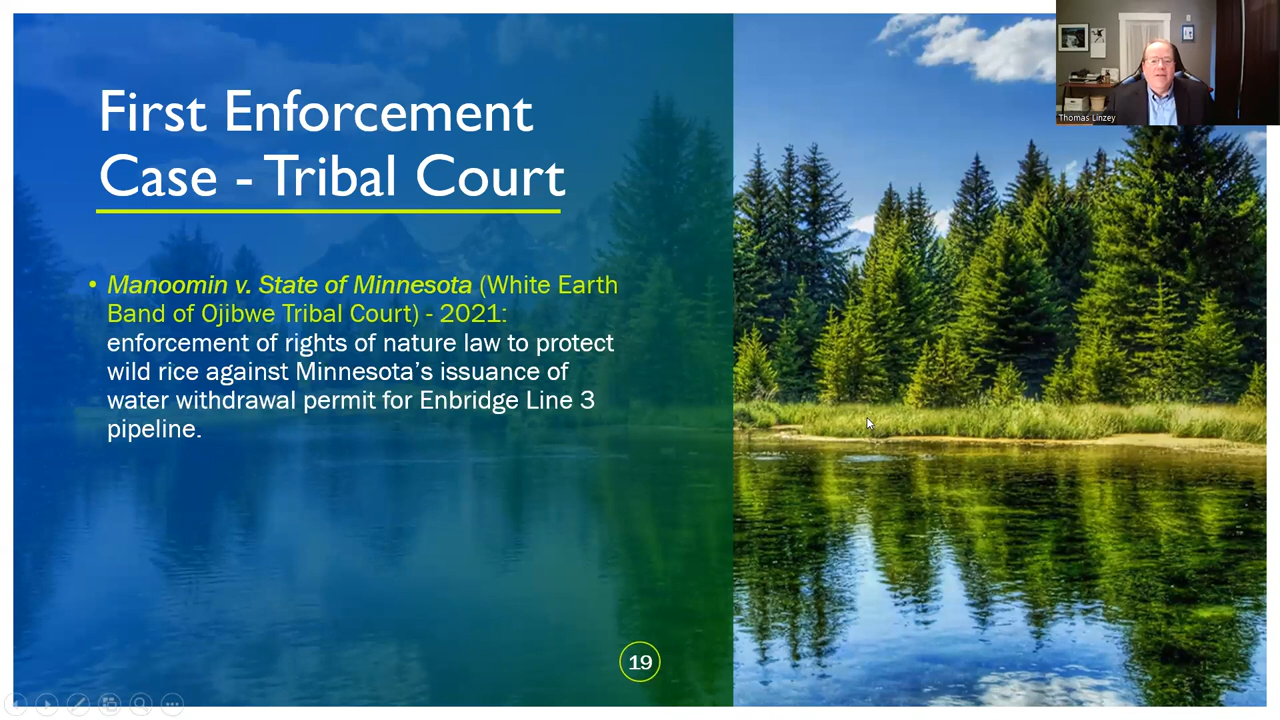 First Enforcement
Case - Tribal Court
• Manoomin v. State of Minnesota (White Earth
Band of Ojibwe Tribal Court) - 2021:
enforcement of rights of nature law to protect
wild rice against Minnesota's issuance of
water withdrawal permit for Enbridge Line 3
pipeline.
19
Thomas Linzey